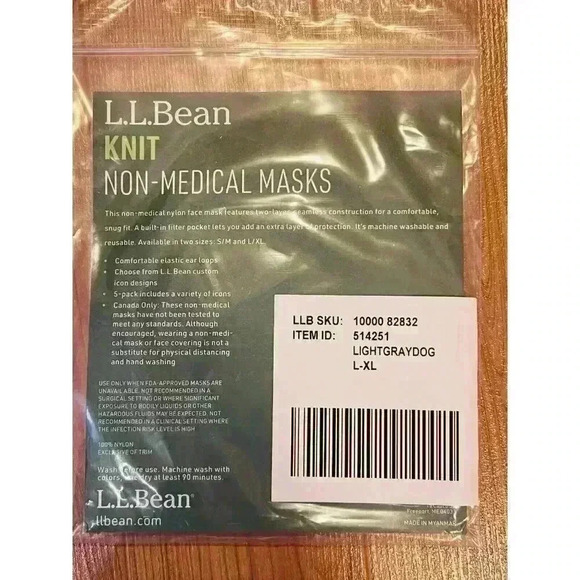 L.L.Bean
KNIT
NON-MEDICAL MASKS
This non-medical nylon face mask features two-layer seamless construction for a comfortable,
snug fit. A built-in filter pocket lets you add an extra layer of protection. It's machine washable and
reusable. Available in two sizes: S/M and L/XL.
• Comfortable elastic ear loops
• Choose from L.L.Bean custom
icon designs
• 5-pack includes a variety of icons
• Canada Only: These non-medical
masks have not been tested to
meet any standards. Although
encouraged, wearing a non-medi-
cal mask or face covering is not a
substitute for physical distancing
and hand washing
USE ONLY WHEN FDA-APPROVED MASKS ARE
UNAVAILABLE. NOT RECOMMENDED IN A
SURGICAL SETTING OR WHERE SIGNIFICANT
EXPOSURE TO BODILY LIQUIDS OR OTHER
HAZARDOUS FLUIDS MAY BE EXPECTED. NOT
RECOMMENDED IN A CLINICAL SETTING WHERE
THE INFECTION RISK LEVEL IS HIGH
100% NYLON
EXCLUSIVE OF TRIM
Wash before use. Machine wash with
colors, dry at least 90 minutes.
L.L.Bean
llbean.com
LLB SKU: 10000 82832
ITEM ID: 514251
LIGHTGRAYDOG
L-XL
Freeport, ME
MADE IN MYANMAR